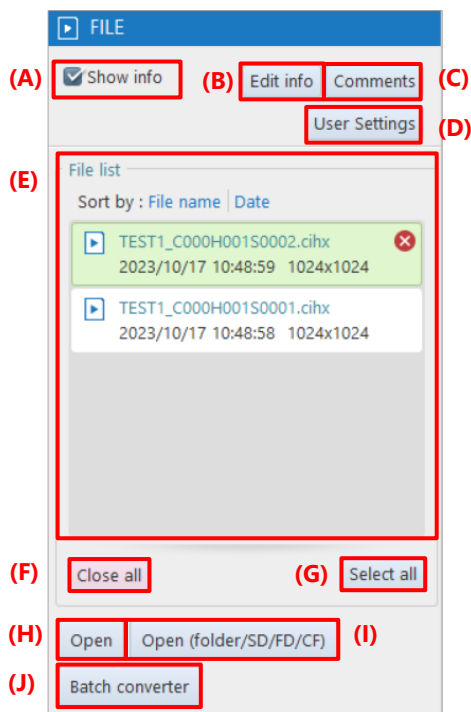 FILE
(A) Show info (B) Edit info Comments (C)
User Settings (D)
(E) File list
Sort by : File name Date
TEST1_C000H001S0002.cihx
2023/10/17 10:48:59 1024x1024
TEST1_C000H001S0001.cihx
2023/10/17 10:48:58 1024x1024
(F) Close all (G) Select all
(H) Open Open (folder/SD/FD/CF) (I)
(J) Batch converter